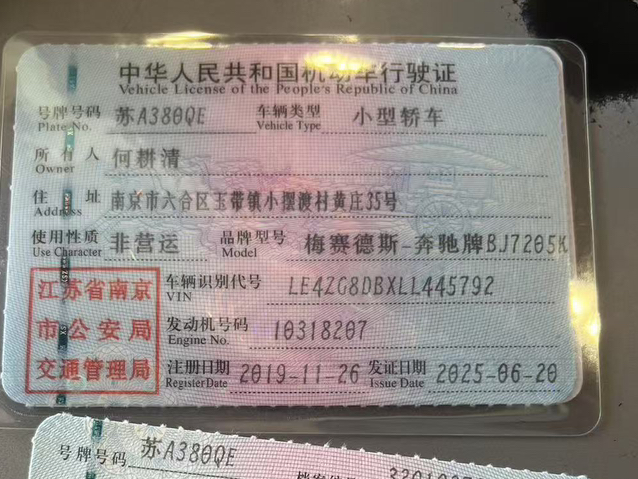 中华人民共和国机动车行驶证
Vehicle License of the People's Republic of China
号牌号码 苏A380QE 车辆类型 小型轿车
Plate No. Vehicle Type
所有人 何耕清
Owner
住址 南京市六合区玉带镇小摆渡村黄庄35号
Address
使用性质 非营运 品牌型号 梅赛德斯-奔驰牌BJ7205K
Use Character Model
江苏省南京
市公安局
交通管理局
车辆识别代号 LE4ZG8DBXLL445792
VIN
发动机号码 10318207
Engine No.
注册日期 2019-11-26 发证日期 2025-06-20
Register Date Issue Date
号牌号码 苏A380QE